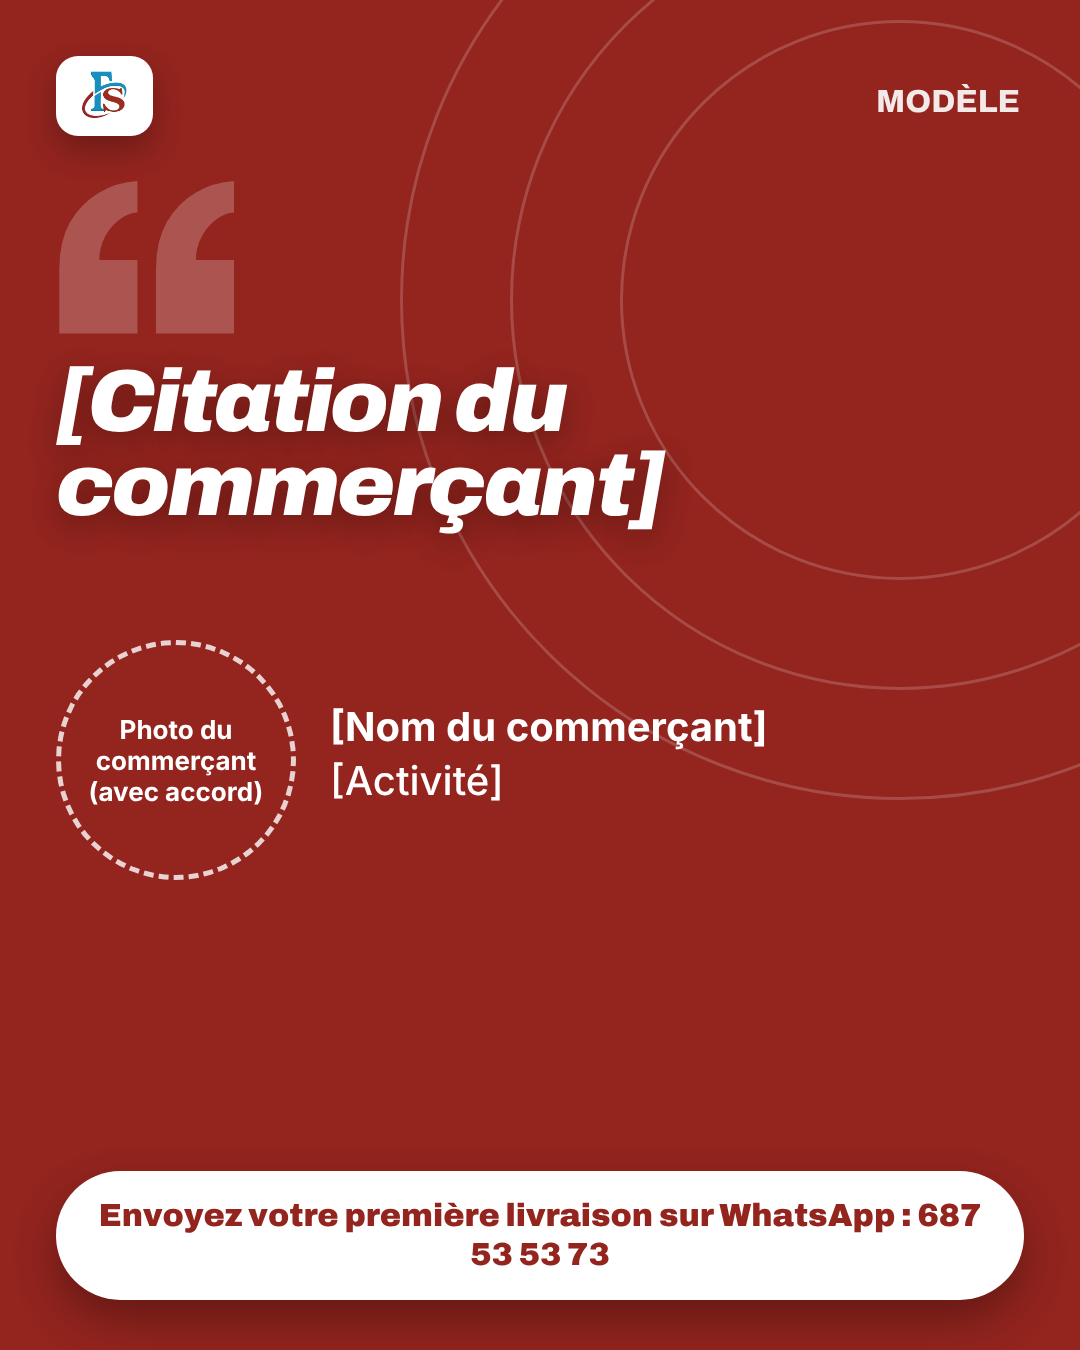 FS
MODÈLE
“
[Citation du
commerçant]
Photo du
commerçant
(avec accord)
[Nom du commerçant]
[Activité]
Envoyez votre première livraison sur WhatsApp : 687
53 53 73